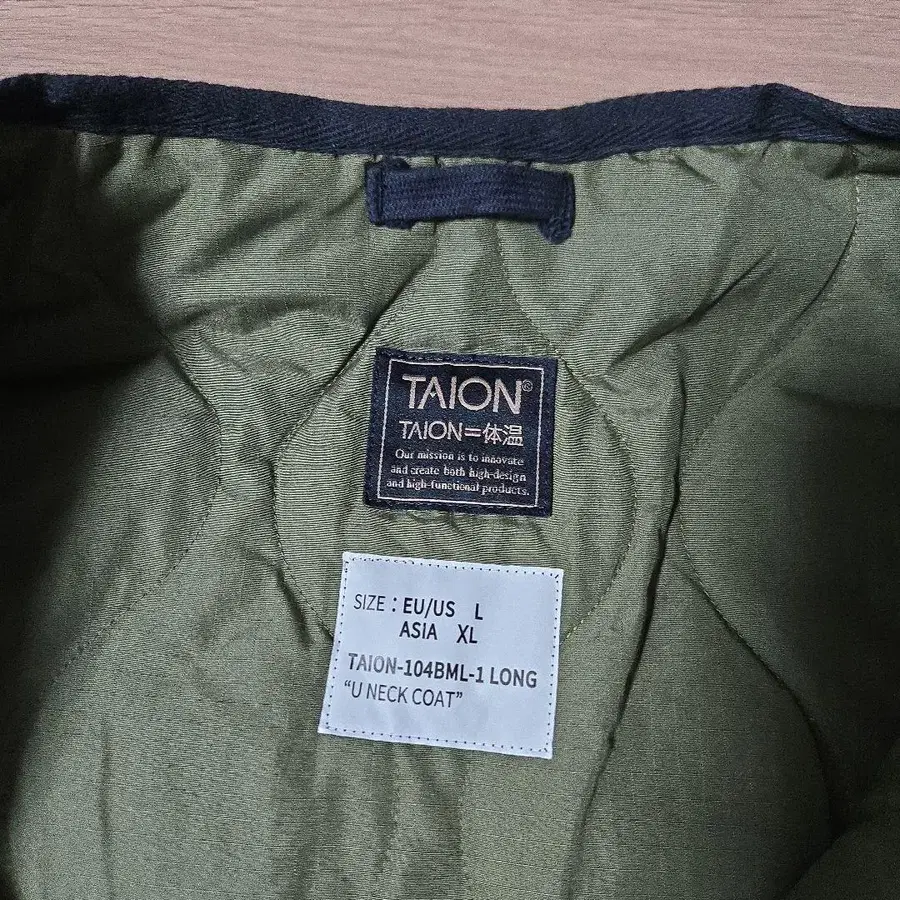 TAION©
TAION=体温
Our mission is to innovate
and create both high-design
and high-functional products.
SIZE : EU/US L
ASIA XL
TAION-104BML-1 LONG
“U NECK COAT”